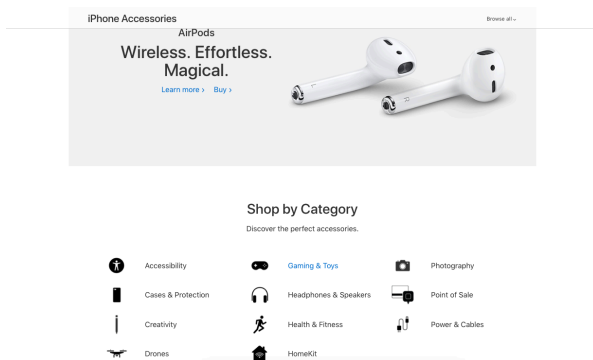 iPhone Accessories
Browse all
AirPods
Wireless. Effortless.
Magical.
Learn more › Buy ›
Shop by Category
Discover the perfect accessories.
Accessibility
Gaming & Toys
Photography
Cases & Protection
Headphones & Speakers
Point of Sale
Creativity
Health & Fitness
Power & Cables
Drones
HomeKit